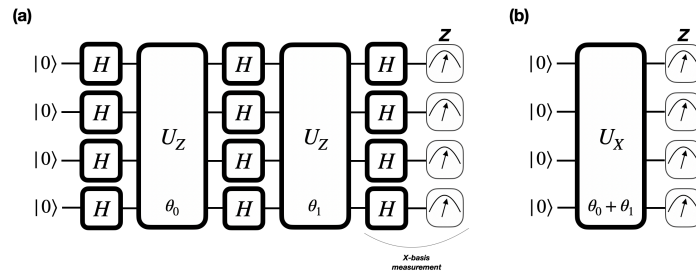 (a) (b)
Z Z
|0⟩ H H H |0⟩
|0⟩ H H H |0⟩
U_Z U_Z U_X
|0⟩ H H H |0⟩
|0⟩ H θ_0 H θ_1 H |0⟩ θ_0 + θ_1
X-basis
measurement